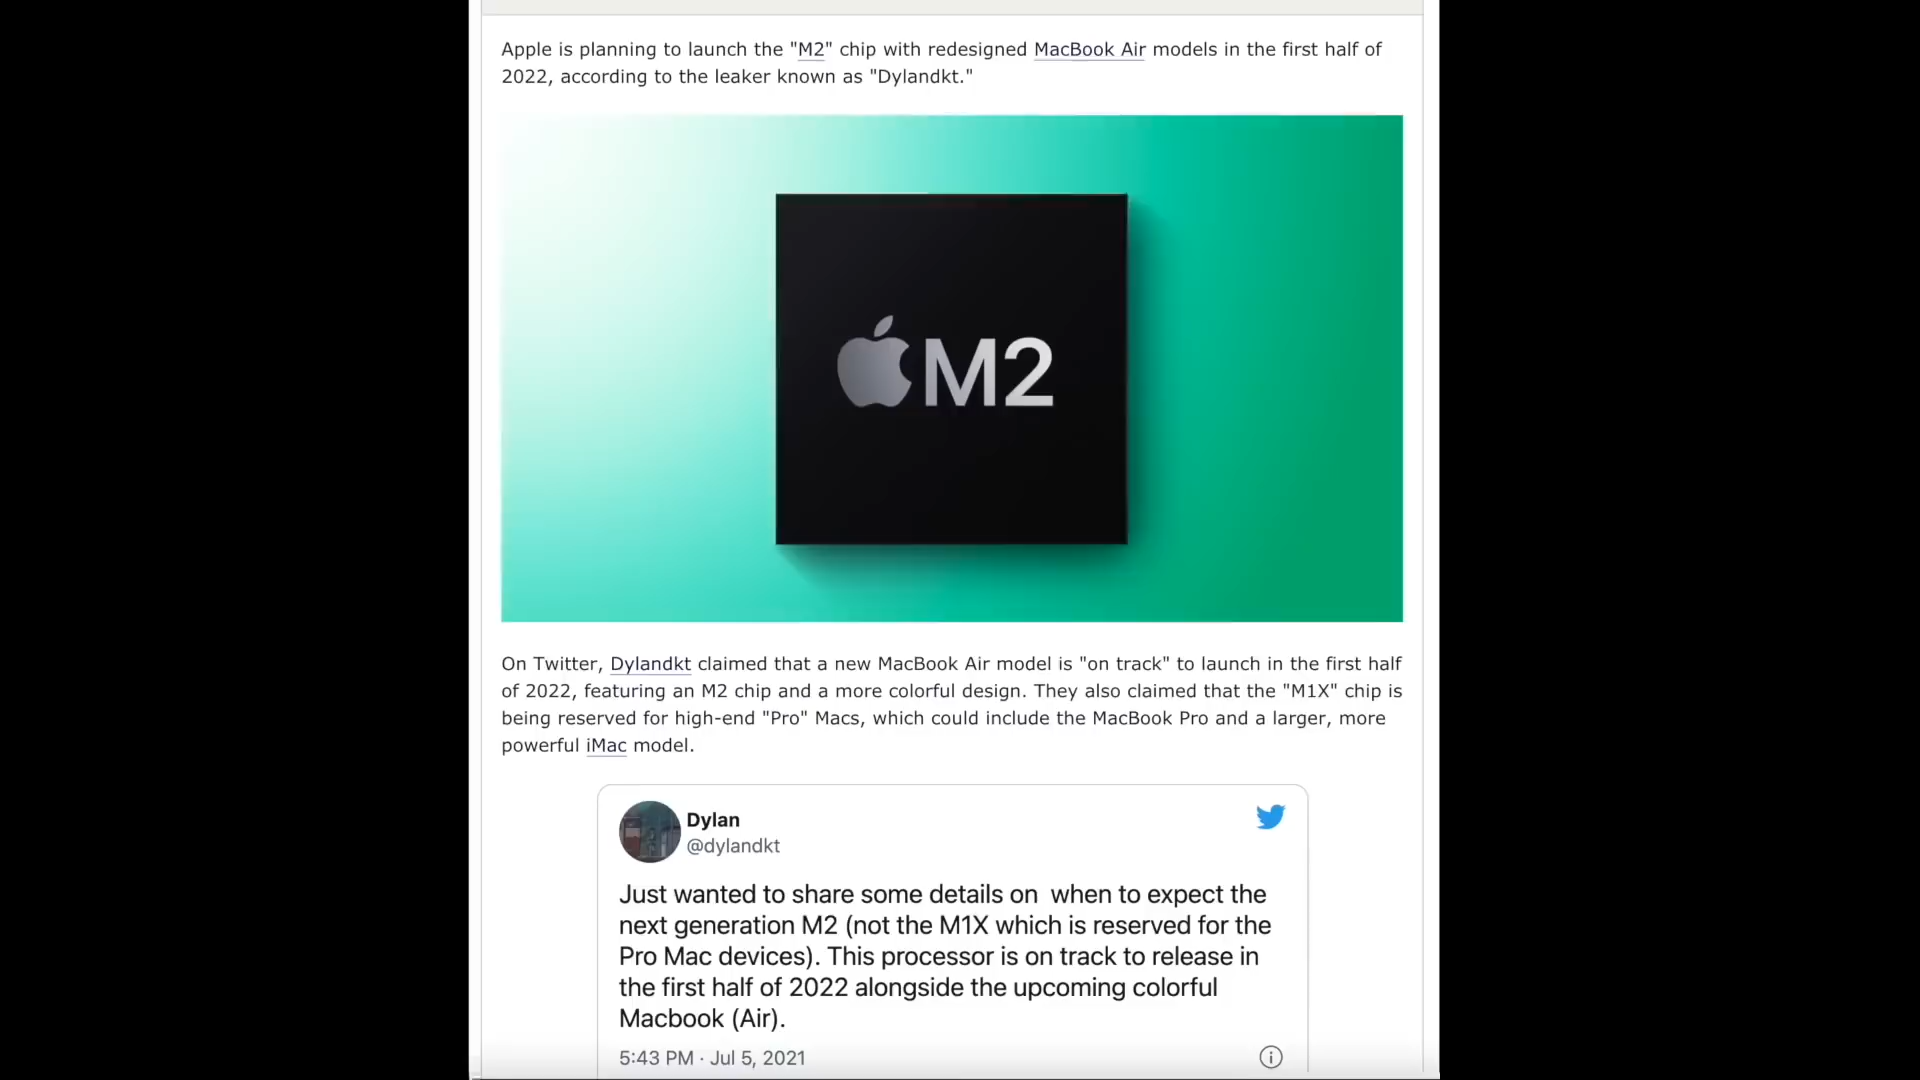 Apple is planning to launch the "M2" chip with redesigned MacBook Air models in the first half of
2022, according to the leaker known as "Dylandkt."
M2
On Twitter, Dylandkt claimed that a new MacBook Air model is "on track" to launch in the first half
of 2022, featuring an M2 chip and a more colorful design. They also claimed that the "M1X" chip is
being reserved for high-end "Pro" Macs, which could include the MacBook Pro and a larger, more
powerful iMac model.
Dylan
@dylandkt
Just wanted to share some details on  when to expect the
next generation M2 (not the M1X which is reserved for the
Pro Mac devices). This processor is on track to release in
the first half of 2022 alongside the upcoming colorful
Macbook (Air).
5:43 PM · Jul 5, 2021